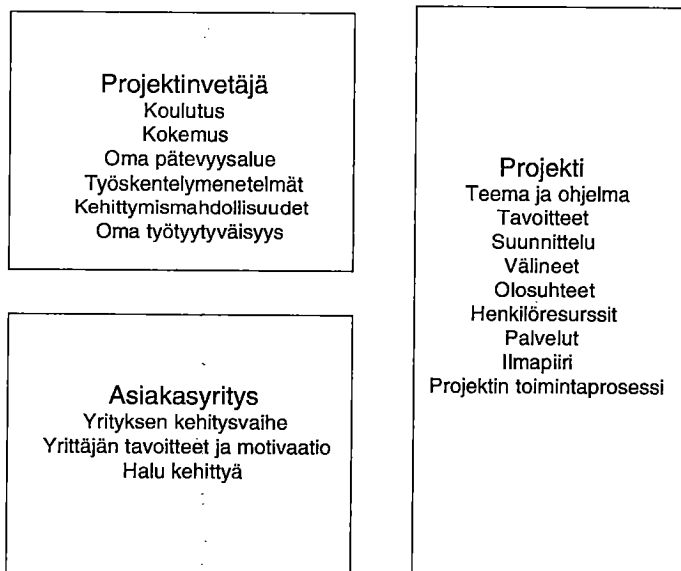 Projektinvetäjä
Koulutus
Kokemus
Oma pätevyysalue
Työskentelymenetelmät
Kehittymismahdollisuudet
Oma työtyytyväisyys
Asiakasyritys
Yrityksen kehitysvaihe
Yrittäjän tavoitteet ja motivaatio
Halu kehittyä
Projekti
Teema ja ohjelma
Tavoitteet
Suunnittelu
Välineet
Olosuhteet
Henkilöresurssit
Palvelut
Ilmapiiri
Projektin toimintaprosessi